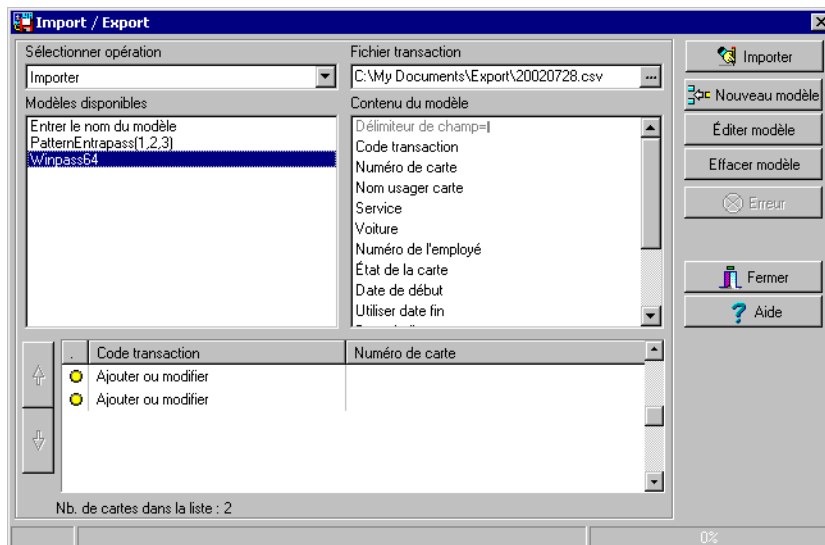 Import / Export
Sélectionner opération
Fichier transaction
Importer
C:\My Documents\Export\20020728.csv
...
Importer
Modèles disponibles
Contenu du modèle
Nouveau modèle
Entrer le nom du modèle
Délimiteur de champ=|
Éditer modèle
PatternEntrapass(1,2,3)
Code transaction
Winpass64
Numéro de carte
Effacer modèle
Nom usager carte
Service
Erreur
Voiture
Numéro de l'employé
État de la carte
Fermer
Date de début
Utiliser date fin
Aide
. Code transaction Numéro de carte
Ajouter ou modifier
Ajouter ou modifier
Nb. de cartes dans la liste : 2
0%